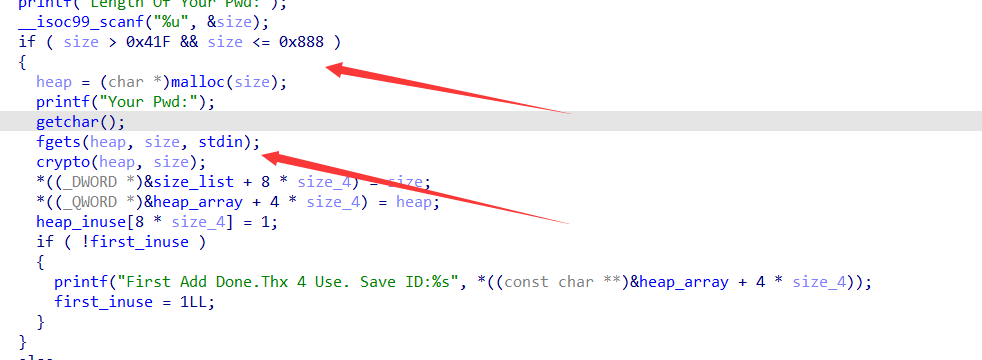 printf("Length Of Your Pwd:");
__isoc99_scanf("%u", &size);
if ( size > 0x41F && size <= 0x888 )
{
heap = (char *)malloc(size);
printf("Your Pwd:");
getchar();
fgets(heap, size, stdin);
crypto(heap, size);
*((_DWORD *)&size_list + 8 * size_4) = size;
*((_QWORD *)&heap_array + 4 * size_4) = heap;
heap_inuse[8 * size_4] = 1;
if ( !first_inuse )
{
printf("First Add Done.Thx 4 Use. Save ID:%s", *((const char **)&heap_array + 4 * size_4));
first_inuse = 1LL;
}
}
else